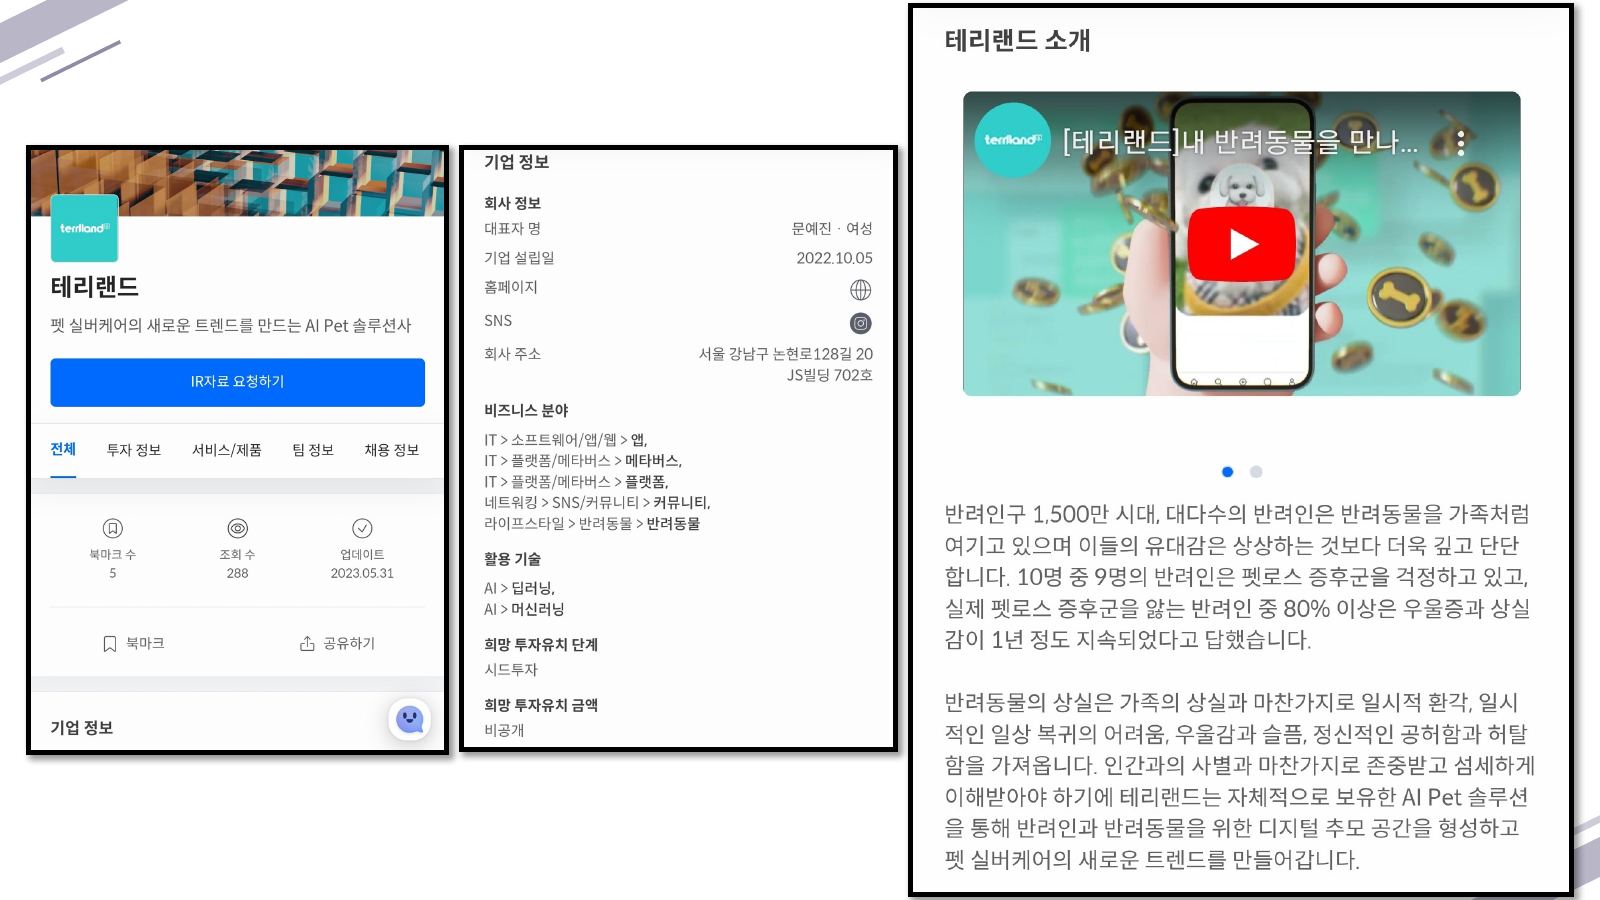 terriland
테리랜드
펫 실버케어의 새로운 트렌드를 만드는 AI Pet 솔루션사
IR자료 요청하기
전체 투자 정보 서비스/제품 팀 정보 채용 정보
북마크 수 조회 수 업데이트
5 288 2023.05.31
북마크 공유하기
기업 정보
기업 정보
회사 정보
대표자 명 문예진 · 여성
기업 설립일 2022.10.05
홈페이지
SNS
회사 주소 서울 강남구 논현로128길 20
JS빌딩 702호
비즈니스 분야
IT > 소프트웨어/앱/웹 > 앱,
IT > 플랫폼/메타버스 > 메타버스,
IT > 플랫폼/메타버스 > 플랫폼,
네트워킹 > SNS/커뮤니티 > 커뮤니티,
라이프스타일 > 반려동물 > 반려동물
활용 기술
AI > 딥러닝,
AI > 머신러닝
희망 투자유치 단계
시드투자
희망 투자유치 금액
비공개
테리랜드 소개
terriland
[테리랜드]내 반려동물을 만나...
반려인구 1,500만 시대, 대다수의 반려인은 반려동물을 가족처럼
여기고 있으며 이들의 유대감은 상상하는 것보다 더욱 깊고 단단
합니다. 10명 중 9명의 반려인은 펫로스 증후군을 걱정하고 있고,
실제 펫로스 증후군을 앓는 반려인 중 80% 이상은 우울증과 상실
감이 1년 정도 지속되었다고 답했습니다.
반려동물의 상실은 가족의 상실과 마찬가지로 일시적 환각, 일시
적인 일상 복귀의 어려움, 우울감과 슬픔, 정신적인 공허함과 허탈
함을 가져옵니다. 인간과의 사별과 마찬가지로 존중받고 섬세하게
이해받아야 하기에 테리랜드는 자체적으로 보유한 AI Pet 솔루션
을 통해 반려인과 반려동물을 위한 디지털 추모 공간을 형성하고
펫 실버케어의 새로운 트렌드를 만들어갑니다.